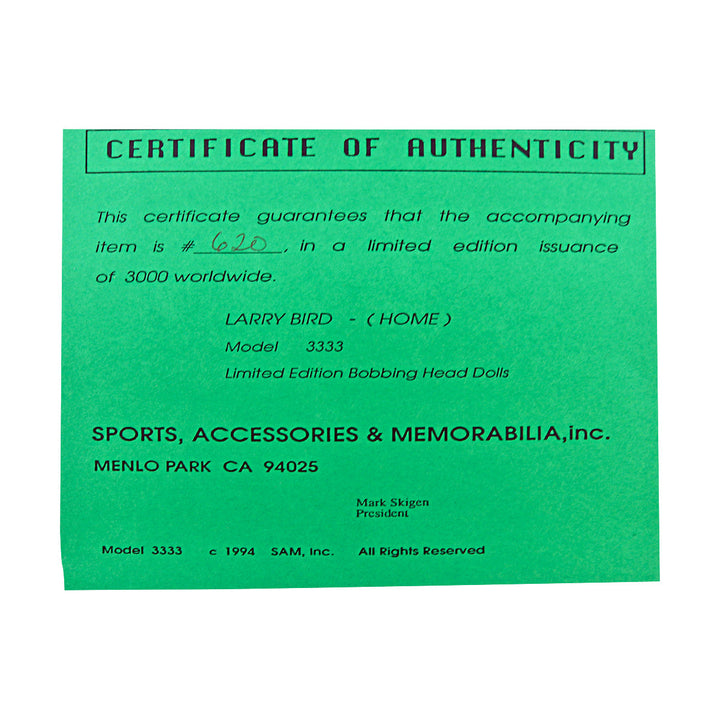 CERTIFICATE OF AUTHENTICITY
This certificate guarantees that the accompanying
item is # 620, in a limited edition issuance
of 3000 worldwide.
LARRY BIRD - ( HOME )
Model 3333
Limited Edition Bobbing Head Dolls
SPORTS, ACCESSORIES & MEMORABILIA, inc.
MENLO PARK CA 94025
Mark Skigen
President
Model 3333 c 1994 SAM, Inc. All Rights Reserved